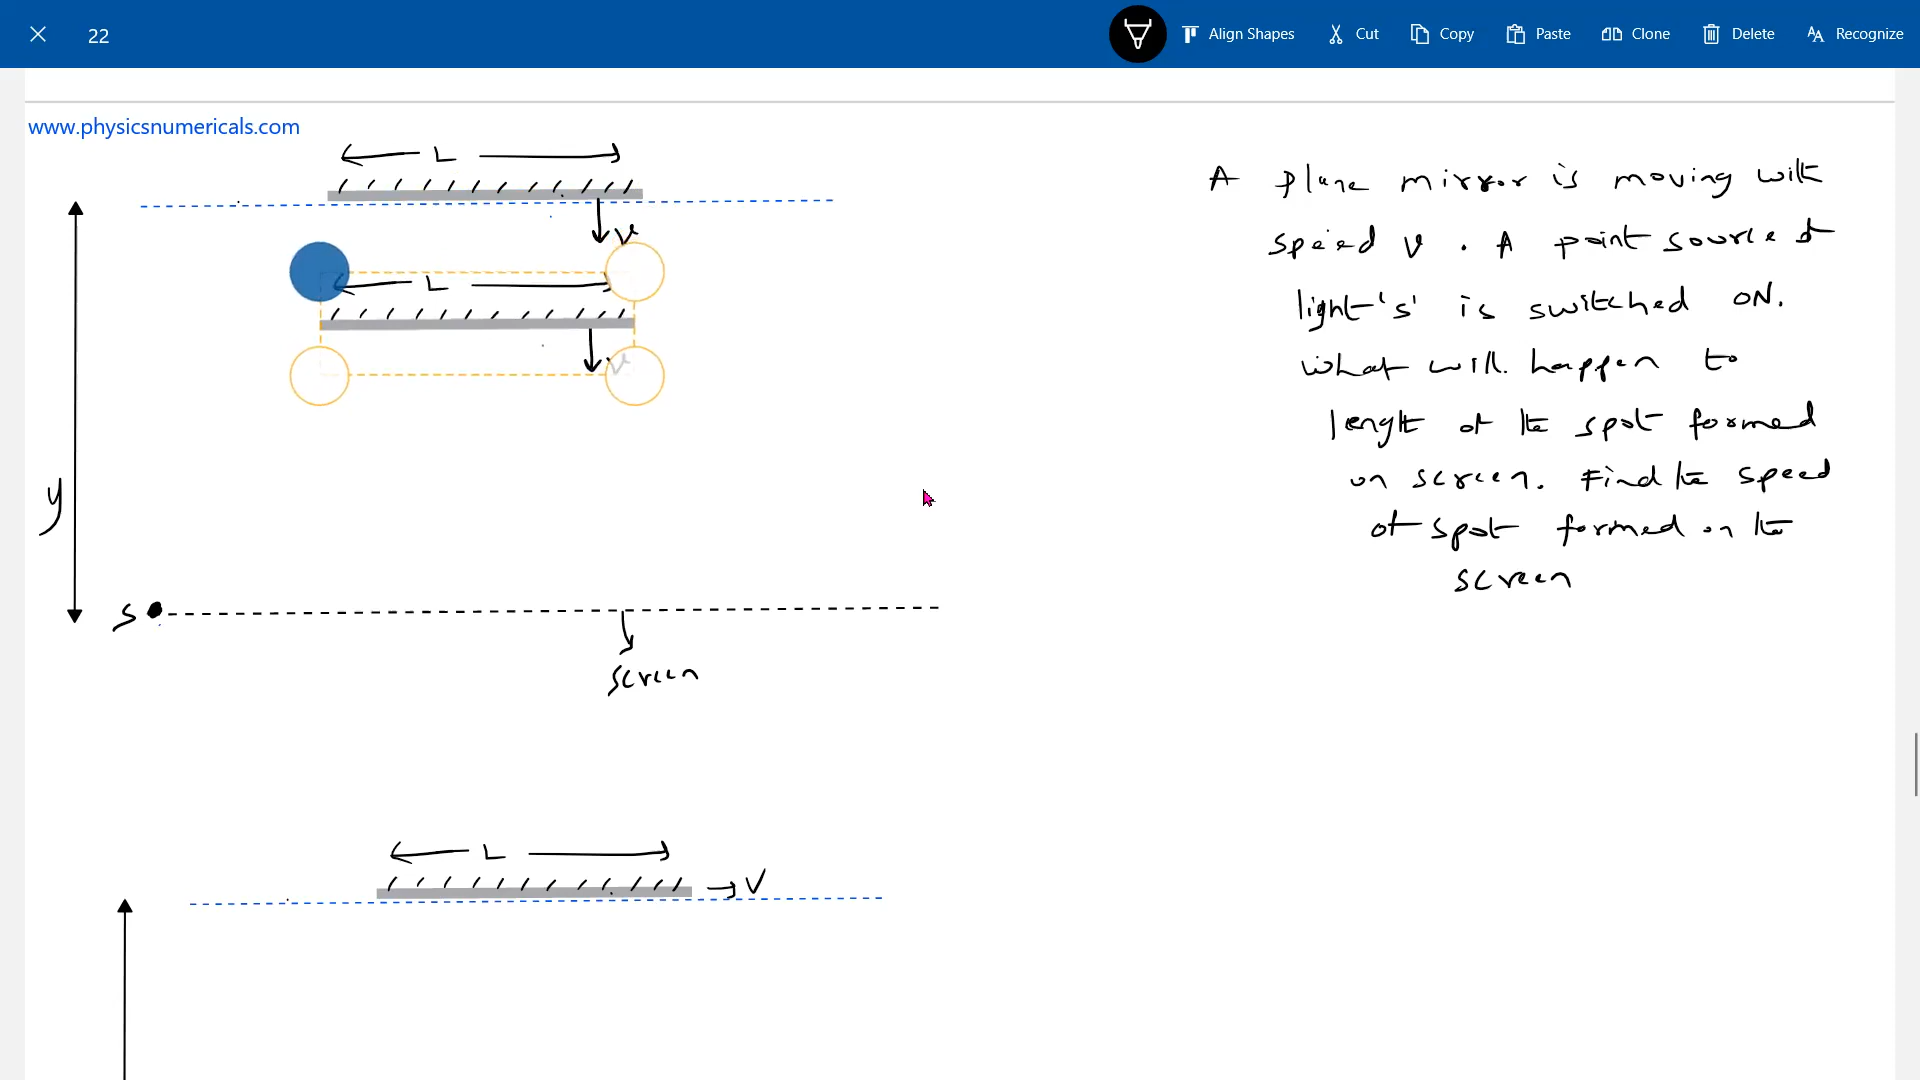 22
Align Shapes
Cut
Copy
Paste
Clone
Delete
Recognize
www.physicsnumericals.com
L
V
L
V
y
S
screen
A plane mirror is moving with
speed V. A point source of
light 's' is switched ON.
What will happen to
length of the spot formed
on screen. Find the speed
of spot formed on the
screen
L
V